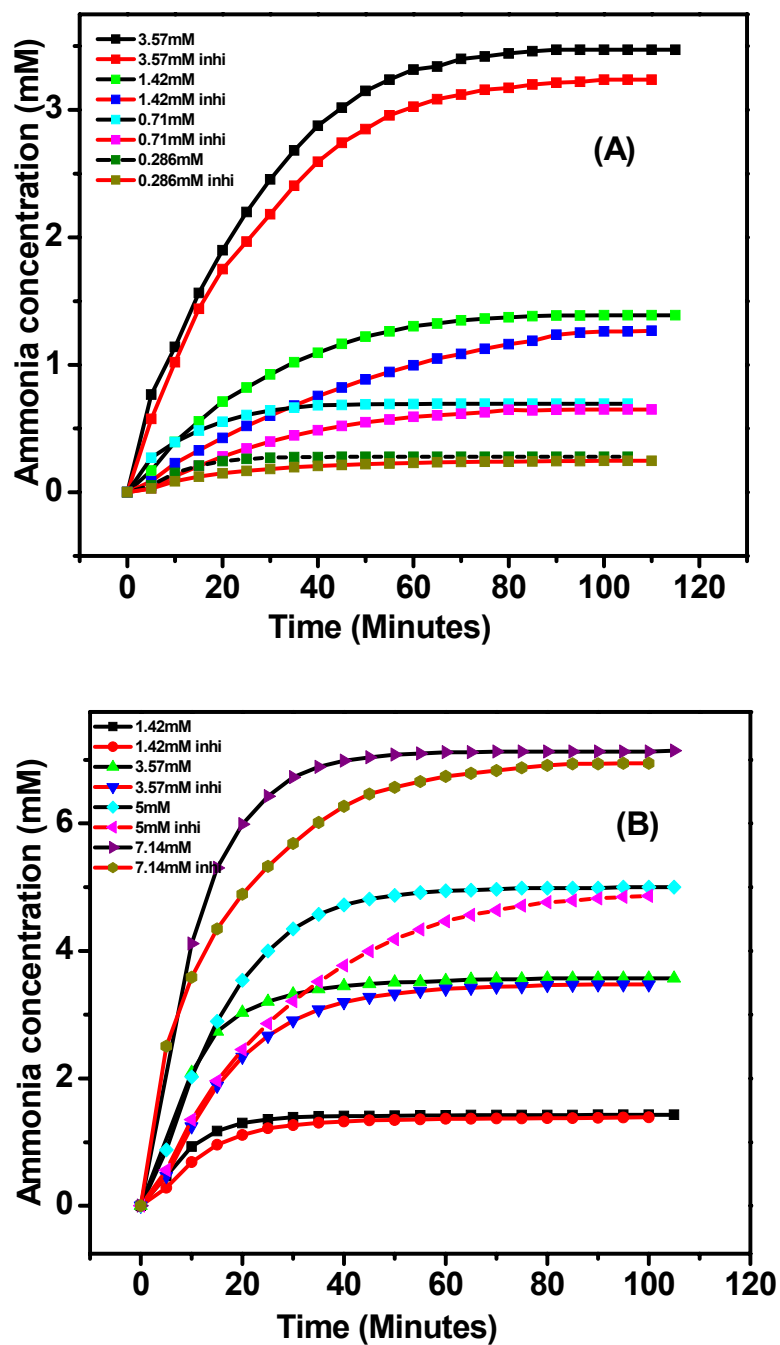 3.57mM
3.57mM inhi
1.42mM
1.42mM inhi
0.71mM
0.71mM inhi
0.286mM
0.286mM inhi
(A)
Ammonia concentration (mM)
3
2
1
0
0 20 40 60 80 100 120
Time (Minutes)
1.42mM
1.42mM inhi
3.57mM
3.57mM inhi
5mM
5mM inhi
7.14mM
7.14mM inhi
(B)
Ammonia concentration (mM)
6
4
2
0
0 20 40 60 80 100 120
Time (Minutes)